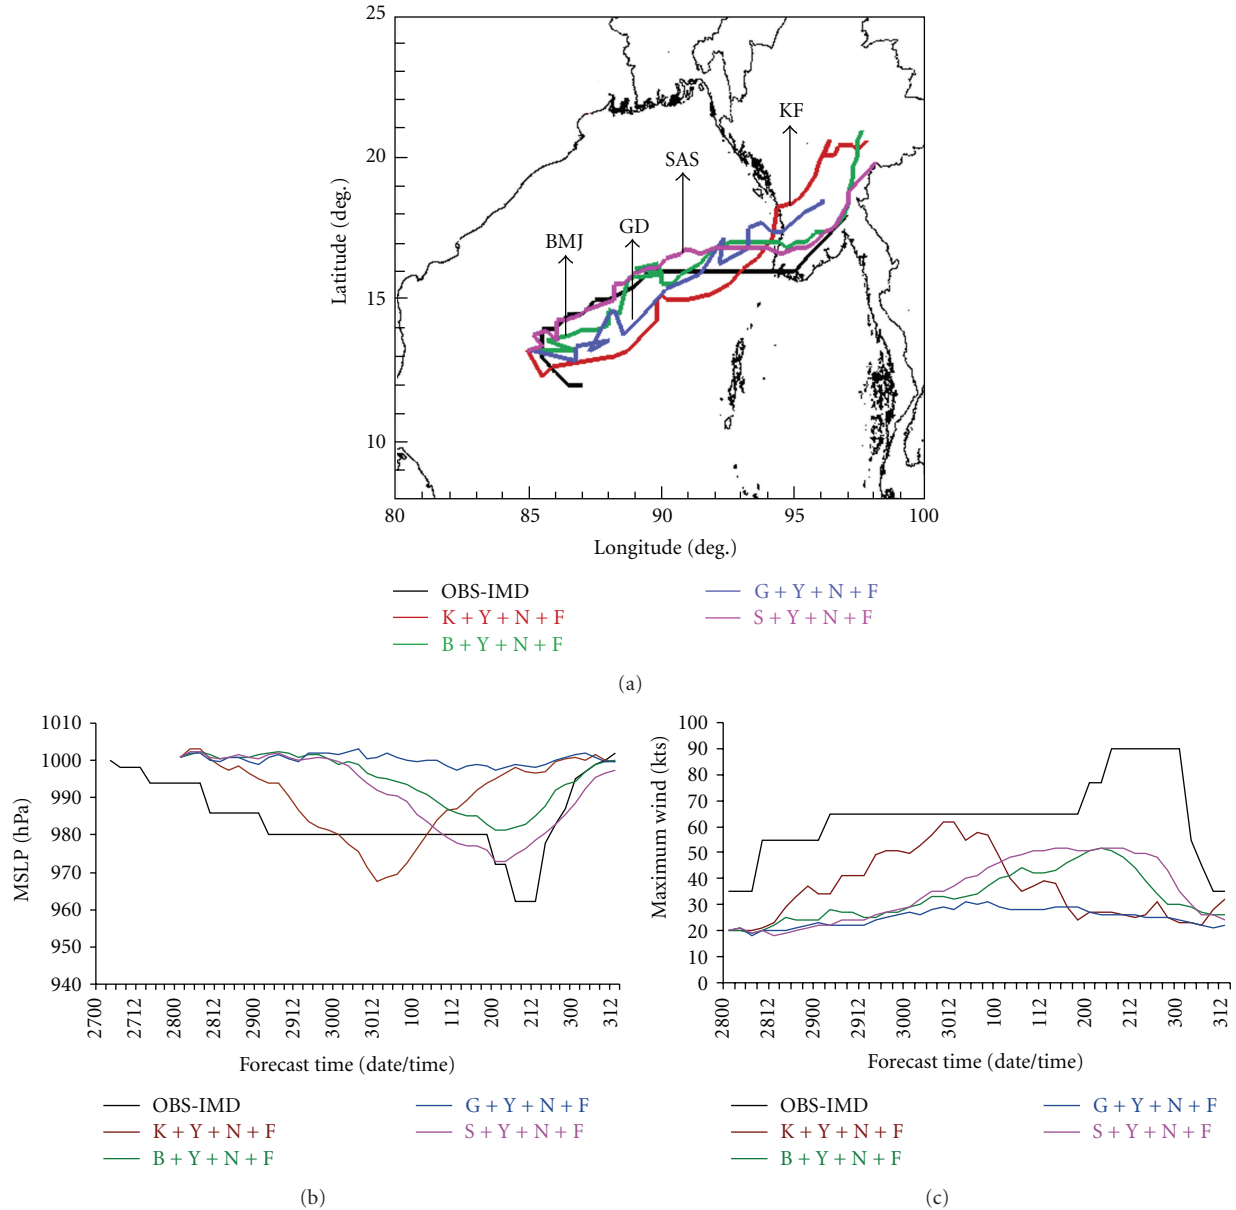 25
20
15
10
Latitude (deg.)
KF
SAS
GD
BMJ
80
85
90
95
100
Longitude (deg.)
OBS-IMD
K + Y + N + F
B + Y + N + F
G + Y + N + F
S + Y + N + F
(a)
1010
1000
990
980
970
960
950
940
MSLP (hPa)
2700
2712
2800
2812
2900
2912
3000
3012
100
112
200
212
300
312
Forecast time (date/time)
OBS-IMD
K + Y + N + F
B + Y + N + F
G + Y + N + F
S + Y + N + F
(b)
100
90
80
70
60
50
40
30
20
10
0
Maximum wind (kts)
2800
2812
2900
2912
3000
3012
100
112
200
212
300
312
Forecast time (date/time)
OBS-IMD
K + Y + N + F
B + Y + N + F
G + Y + N + F
S + Y + N + F
(c)